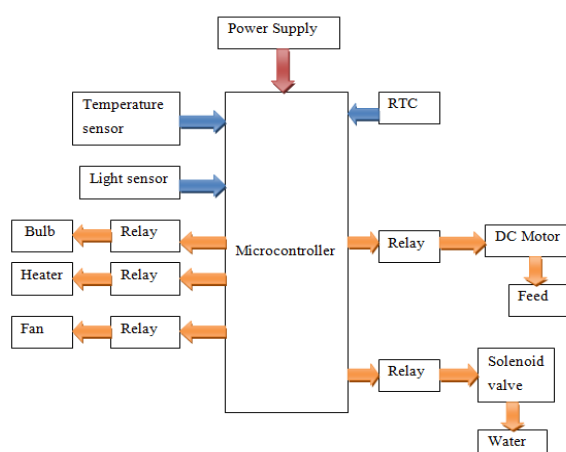 Power Supply
Temperature
sensor
RTC
Light sensor
Bulb
Relay
Microcontroller
Relay
DC Motor
Heater
Relay
Feed
Fan
Relay
Relay
Solenoid
valve
Water